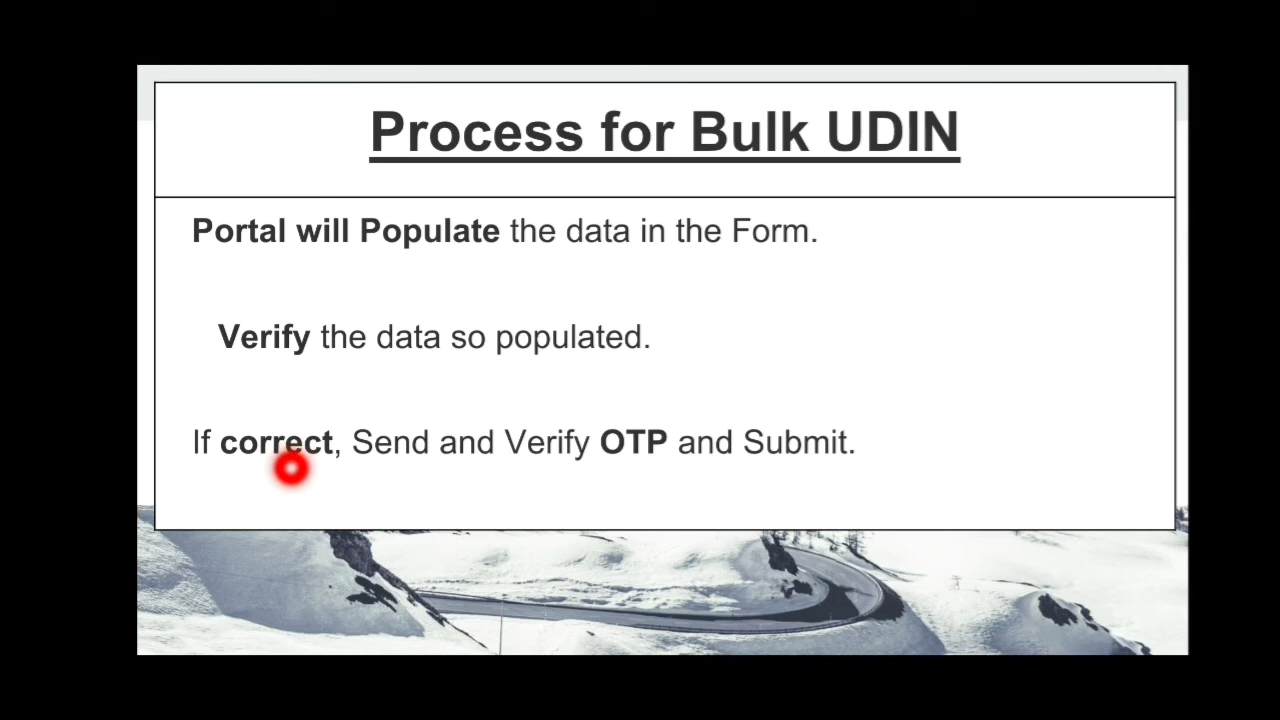 Process for Bulk UDIN
Portal will Populate the data in the Form.
Verify the data so populated.
If correct, Send and Verify OTP and Submit.